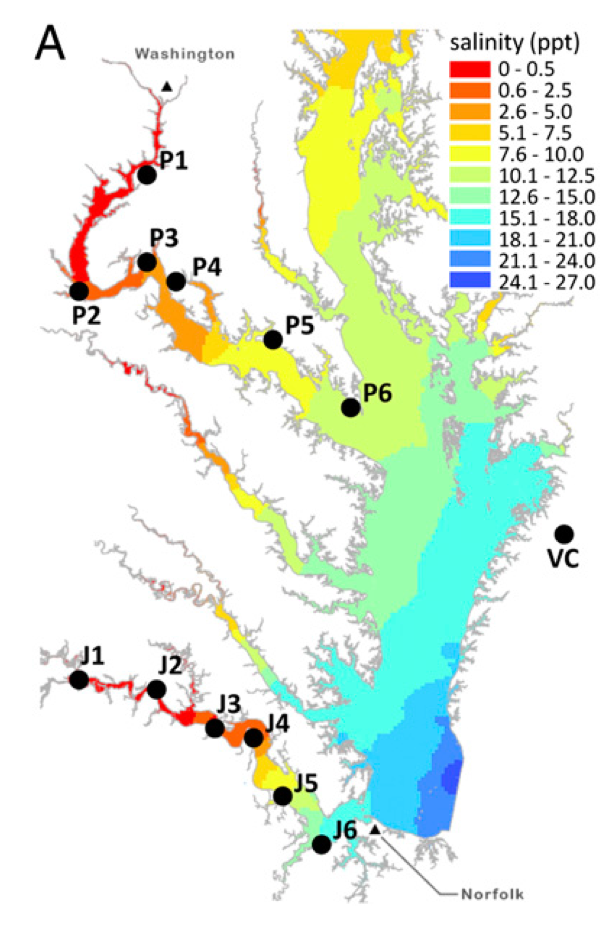 A
Washington
salinity (ppt)
0 - 0.5
0.6 - 2.5
2.6 - 5.0
5.1 - 7.5
7.6 - 10.0
10.1 - 12.5
12.6 - 15.0
15.1 - 18.0
18.1 - 21.0
21.1 - 24.0
24.1 - 27.0
P1
P3
P4
P2
P5
P6
VC
J1
J2
J3
J4
J5
J6
Norfolk